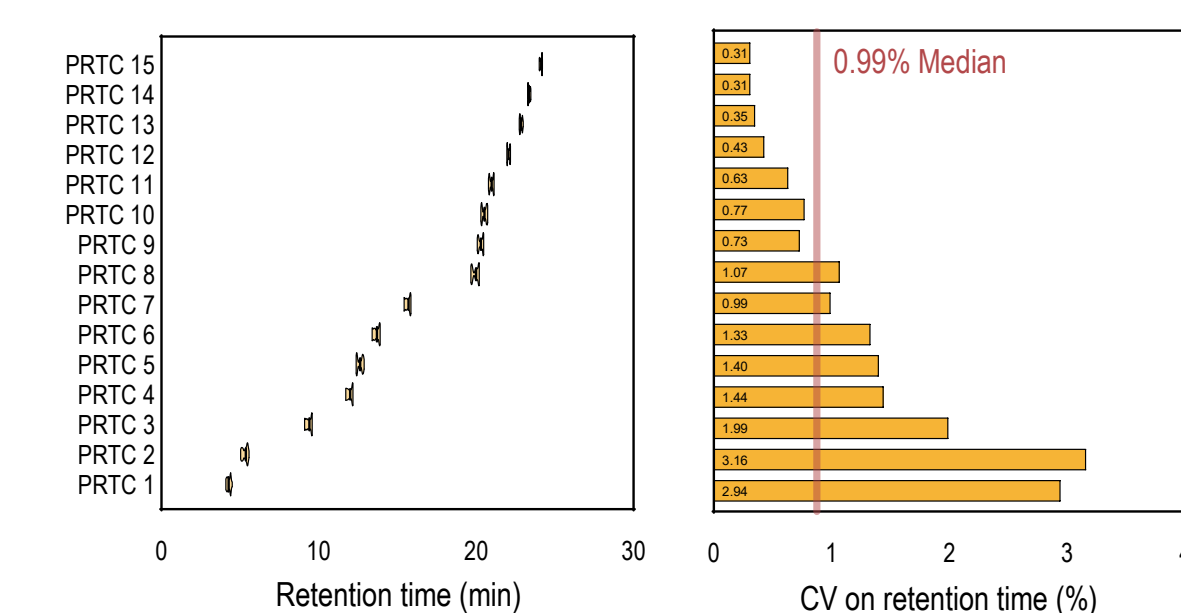 PRTC 15
PRTC 14
PRTC 13
PRTC 12
PRTC 11
PRTC 10
PRTC 9
PRTC 8
PRTC 7
PRTC 6
PRTC 5
PRTC 4
PRTC 3
PRTC 2
PRTC 1
0 10 20 30
Retention time (min)
0.99% Median
0.31
0.31
0.35
0.43
0.63
0.77
0.73
1.07
0.99
1.33
1.40
1.44
1.99
3.16
2.94
0 1 2 3
CV on retention time (%)